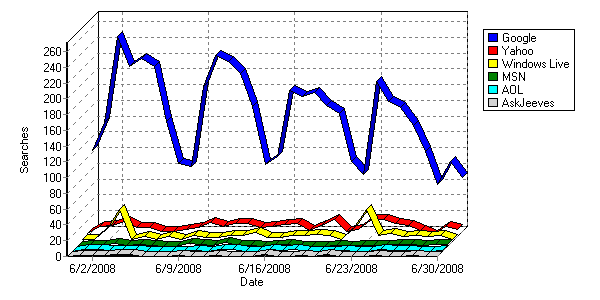 260
240
220
200
180
160
140
120
100
80
60
40
20
0
Searches
6/2/2008 6/9/2008 6/16/2008 6/23/2008 6/30/2008
Date
Google
Yahoo
Windows Live
MSN
AOL
AskJeeves